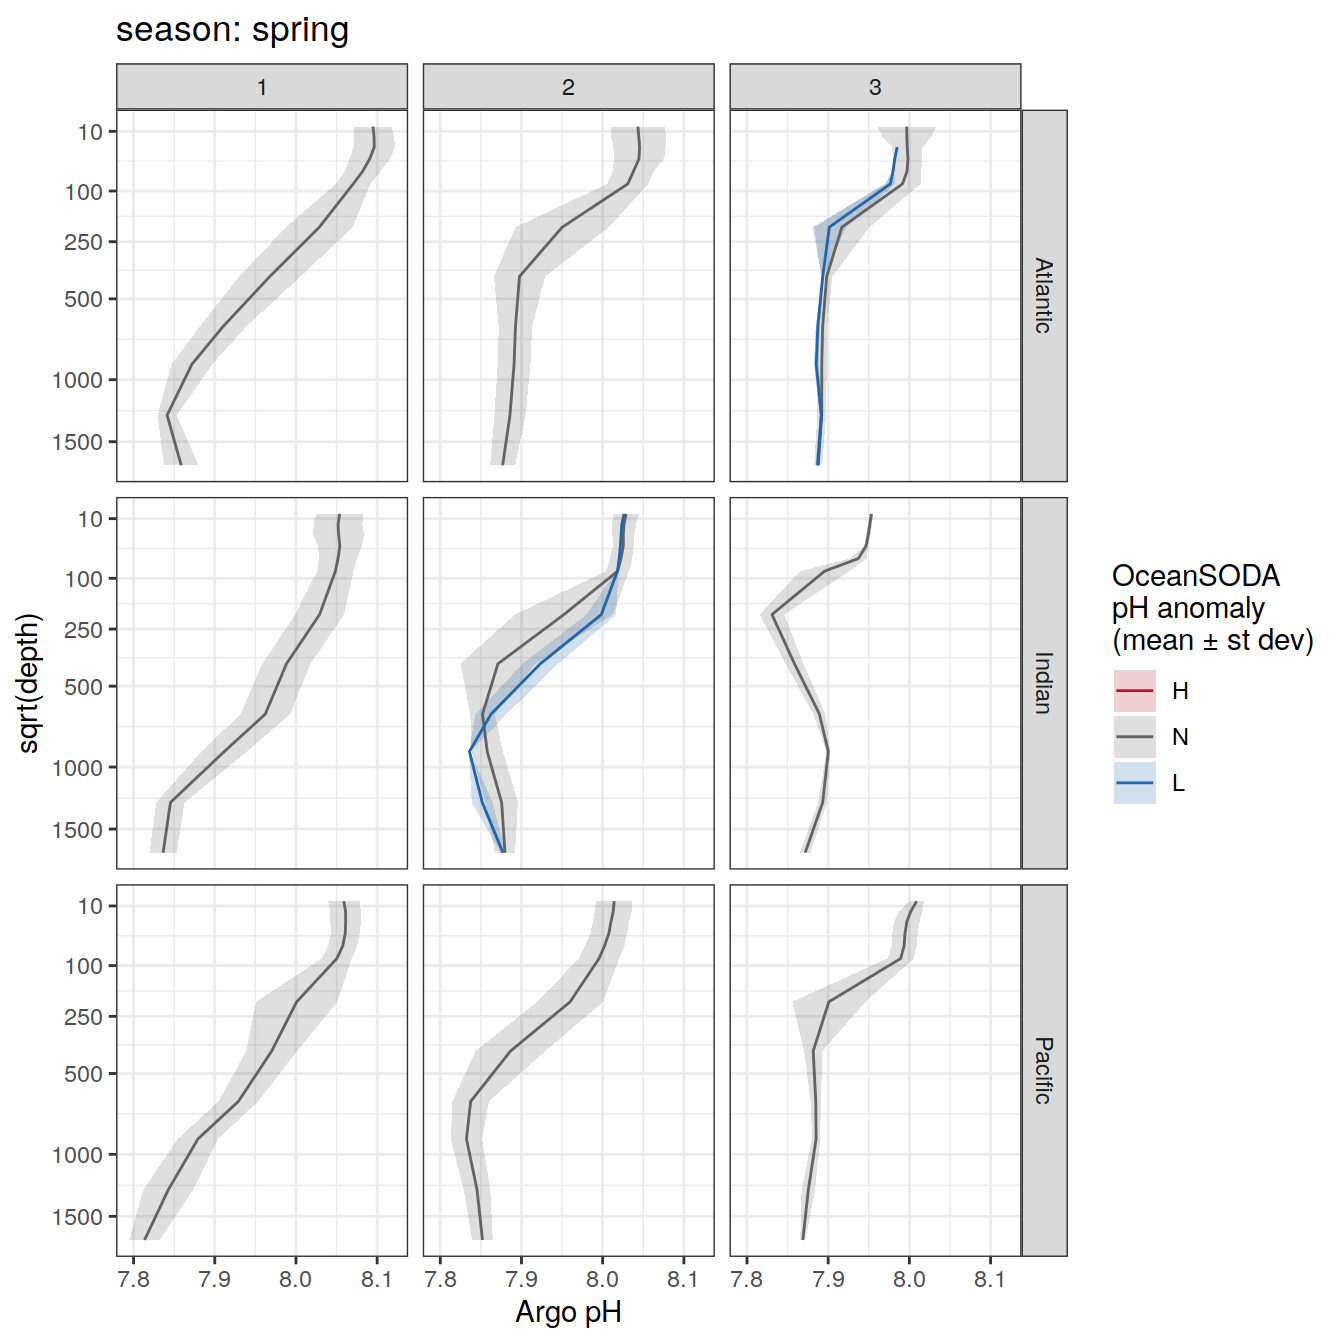 season: spring
1 2 3
10
100
250
500
1000
1500
Atlantic
10
100
250
500
1000
1500
Indian
10
100
250
500
1000
1500
Pacific
sqrt(depth)
7.8 7.9 8.0 8.1 7.8 7.9 8.0 8.1 7.8 7.9 8.0 8.1
Argo pH
OceanSODA
pH anomaly
(mean ± st dev)
H
N
L